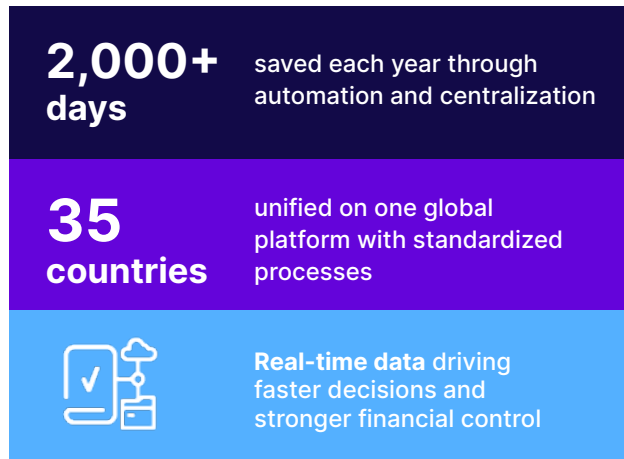 2,000+
days
saved each year through
automation and centralization
35
countries
unified on one global
platform with standardized
processes
Real-time data driving
faster decisions and
stronger financial control